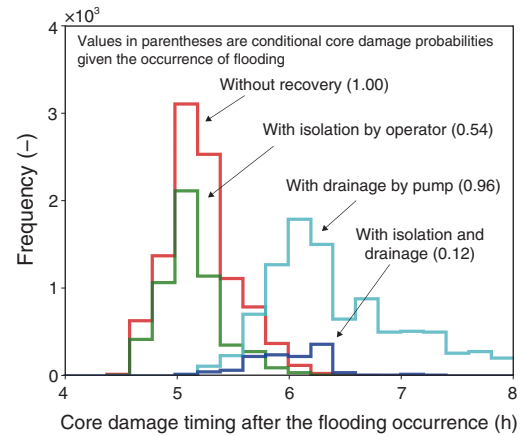 ×10³
Values in parentheses are conditional core damage probabilities
given the occurrence of flooding
Without recovery (1.00)
With isolation by operator (0.54)
With drainage by pump (0.96)
With isolation and
drainage (0.12)
Frequency (−)
4
3
2
1
0
4 5 6 7 8
Core damage timing after the flooding occurrence (h)